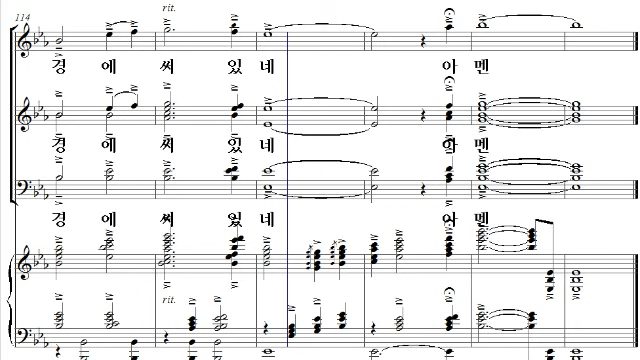 114
rit.
경 에 써 있 네 아 멘
경 에 써 있 네 아 멘
경 에 써 있 네 아 멘
rit.